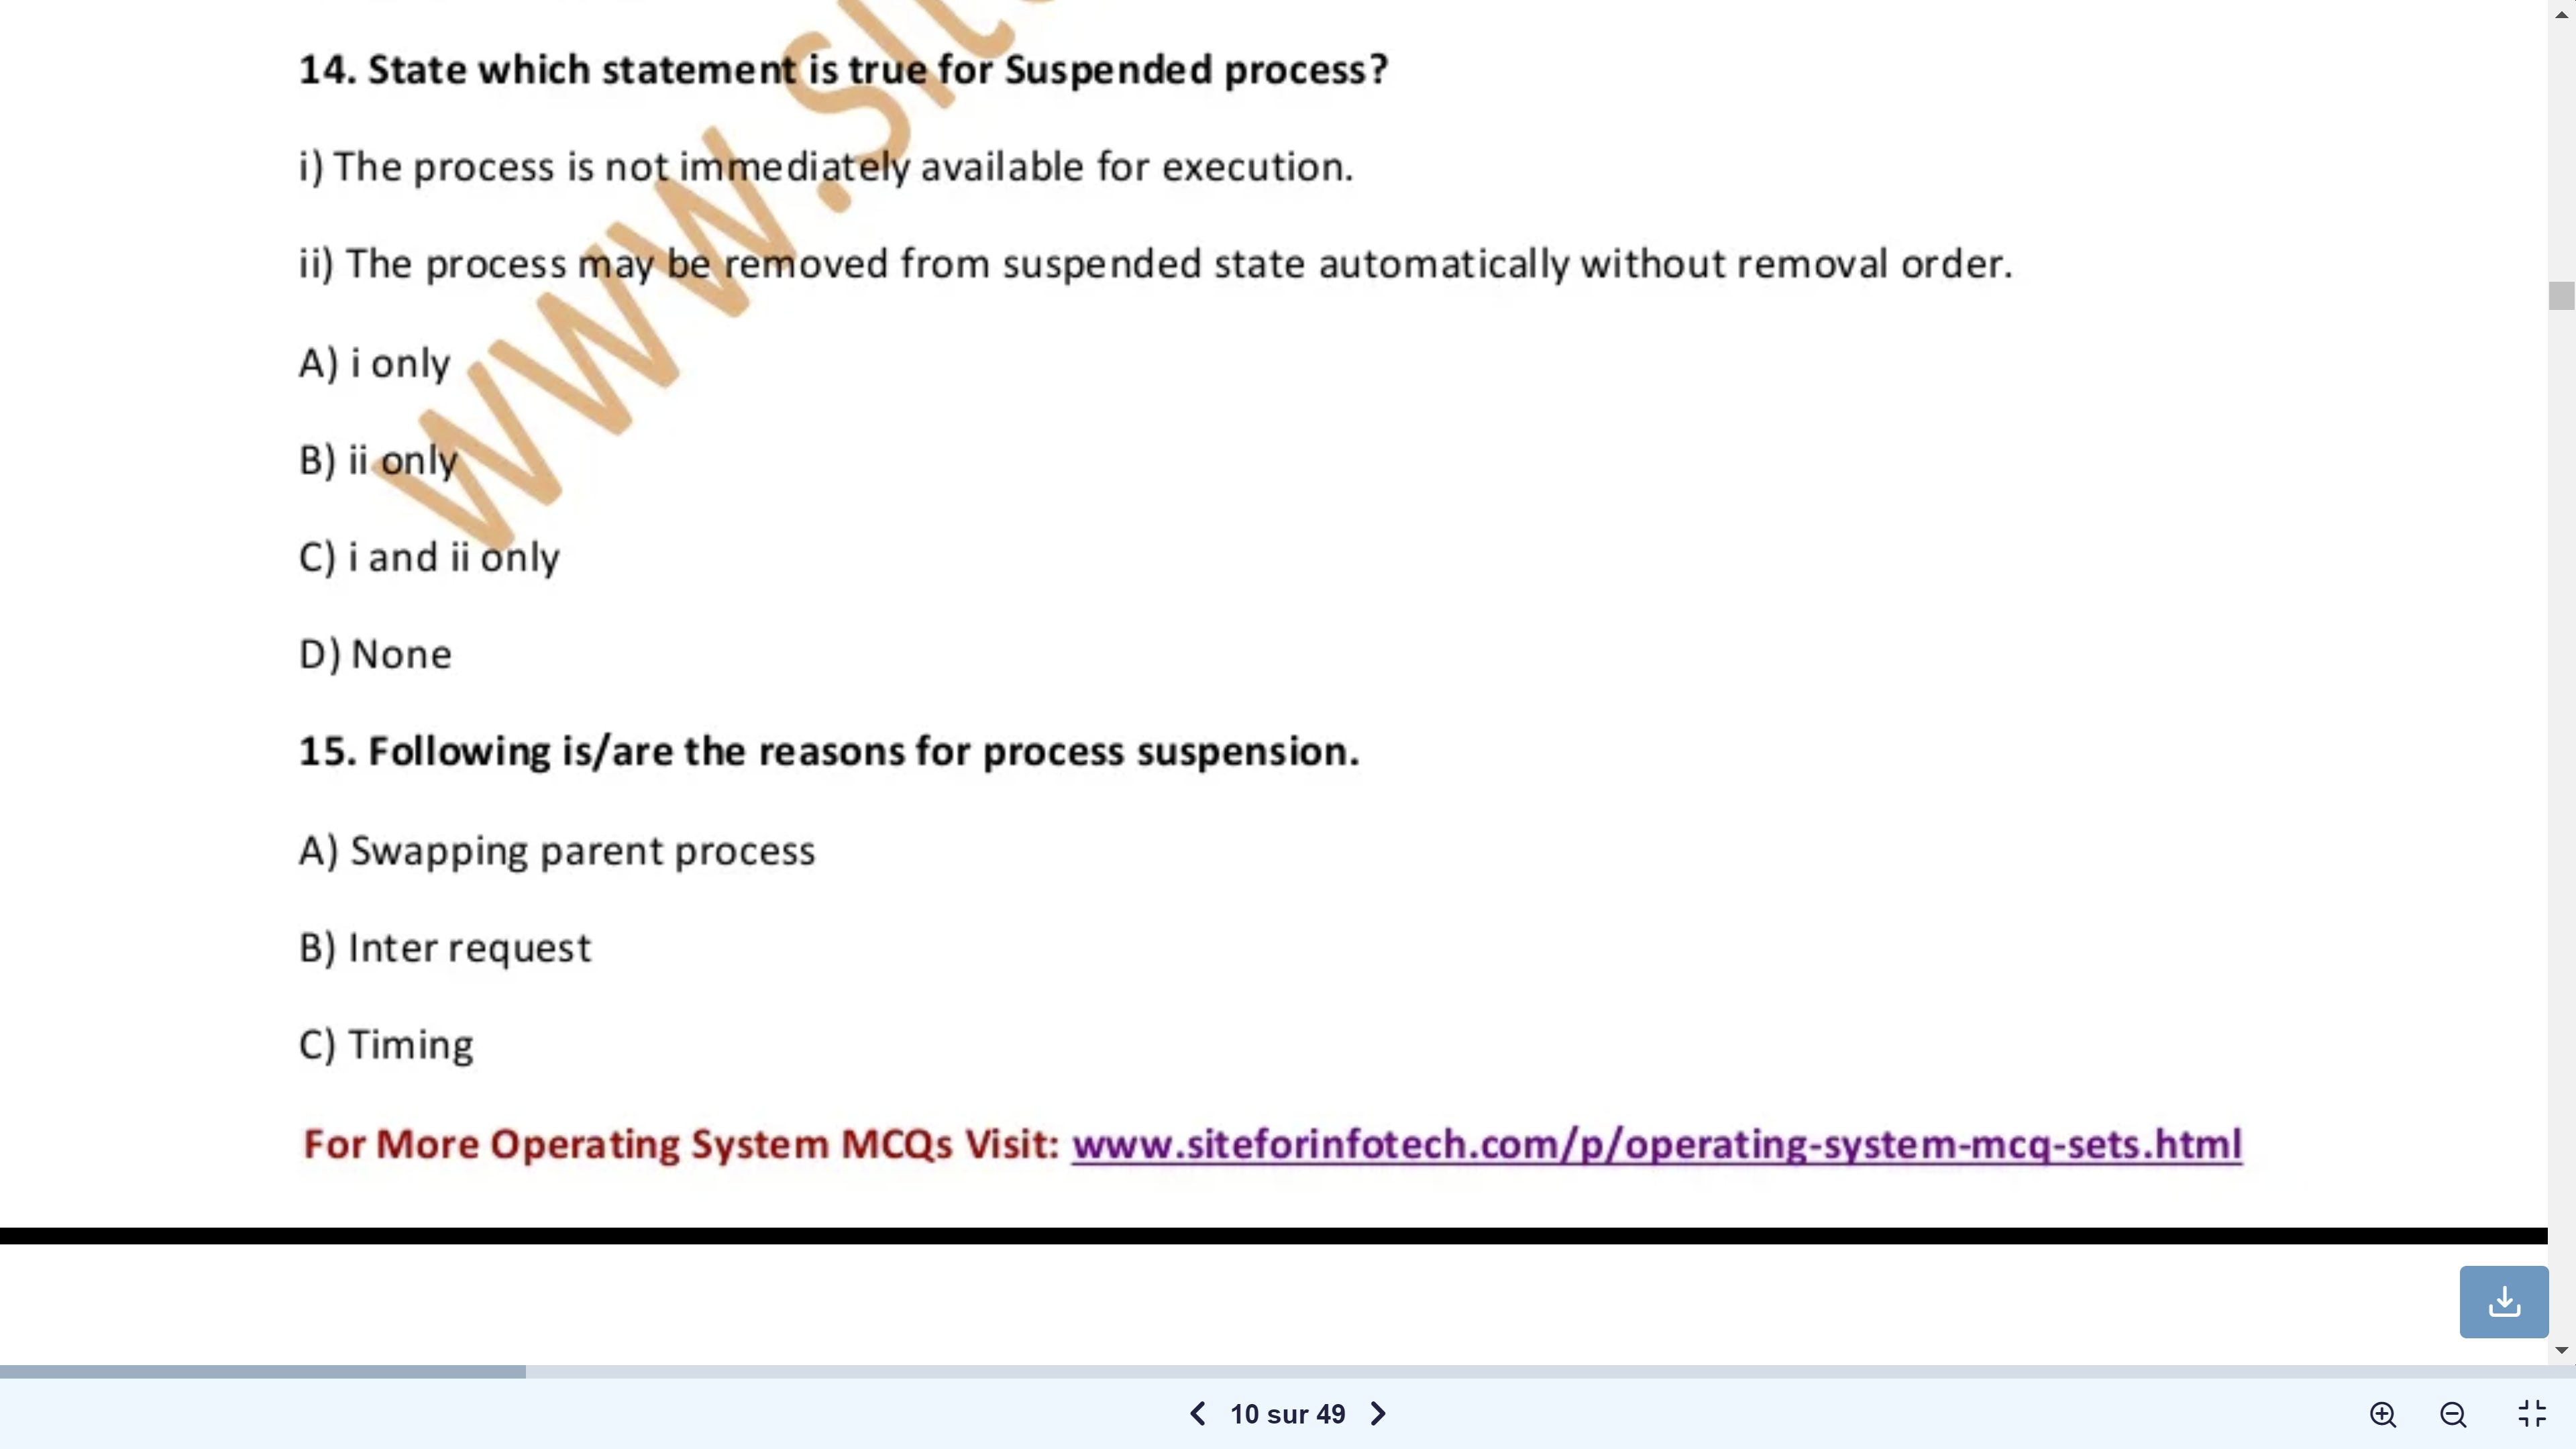 14. State which statement is true for Suspended process?
i) The process is not immediately available for execution.
ii) The process may be removed from suspended state automatically without removal order.
A) i only
B) ii only
C) i and ii only
D) None
15. Following is/are the reasons for process suspension.
A) Swapping parent process
B) Inter request
C) Timing
For More Operating System MCQs Visit: www.siteforinfotech.com/p/operating-system-mcq-sets.html
www.sit
10 sur 49